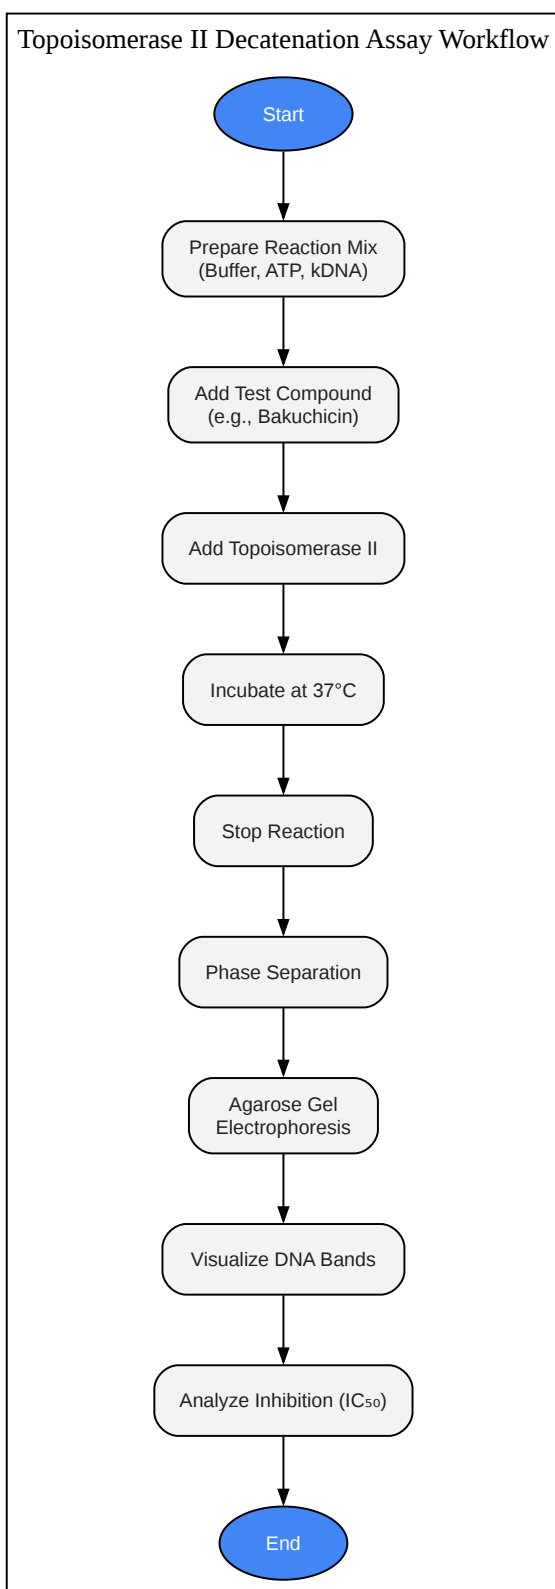 Topoisomerase II Decatenation Assay Workflow
Start
Prepare Reaction Mix
(Buffer, ATP, kDNA)
Add Test Compound
(e.g., Bakuchicin)
Add Topoisomerase II
Incubate at 37°C
Stop Reaction
Phase Separation
Agarose Gel
Electrophoresis
Visualize DNA Bands
Analyze Inhibition (IC₅₀)
End